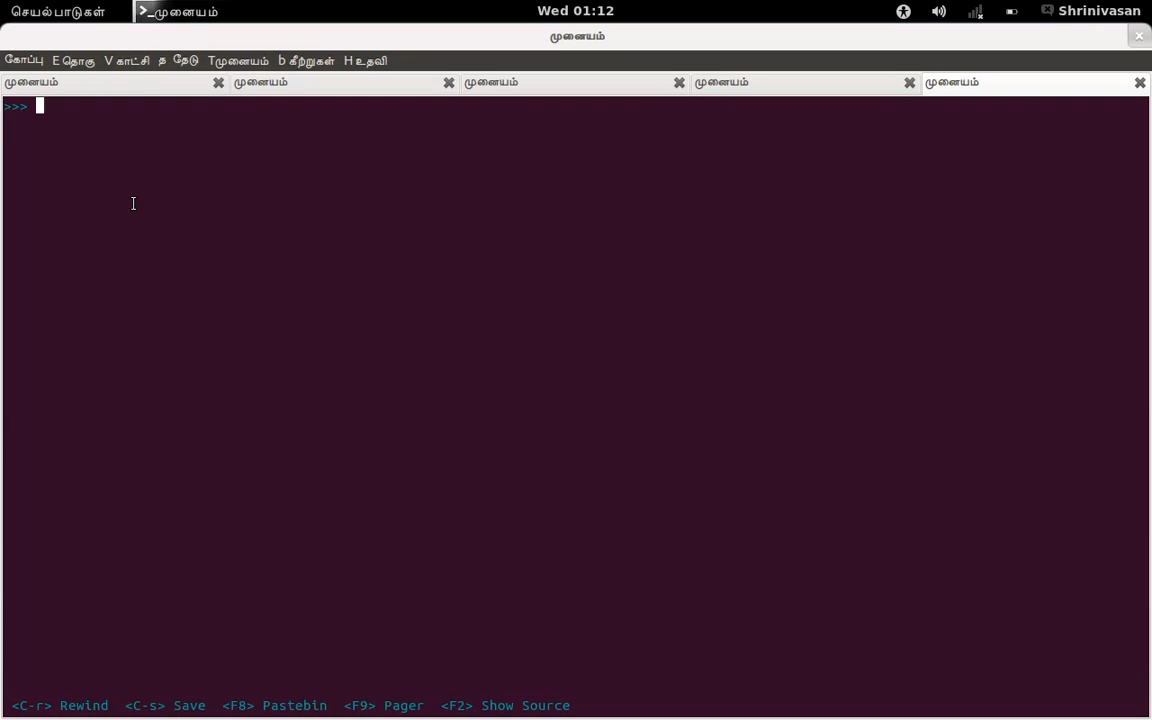 செயல்பாடுகள் >_முனையம் Wed 01:12 Shrinivasan
முனையம்
கோப்பு E தொகு V காட்சி த தேடு Tமுனையம் b கீற்றுகள் H உதவி
முனையம் முனையம் முனையம் முனையம் முனையம்
>>>
<C-r> Rewind <C-s> Save <F8> Pastebin <F9> Pager <F2> Show Source